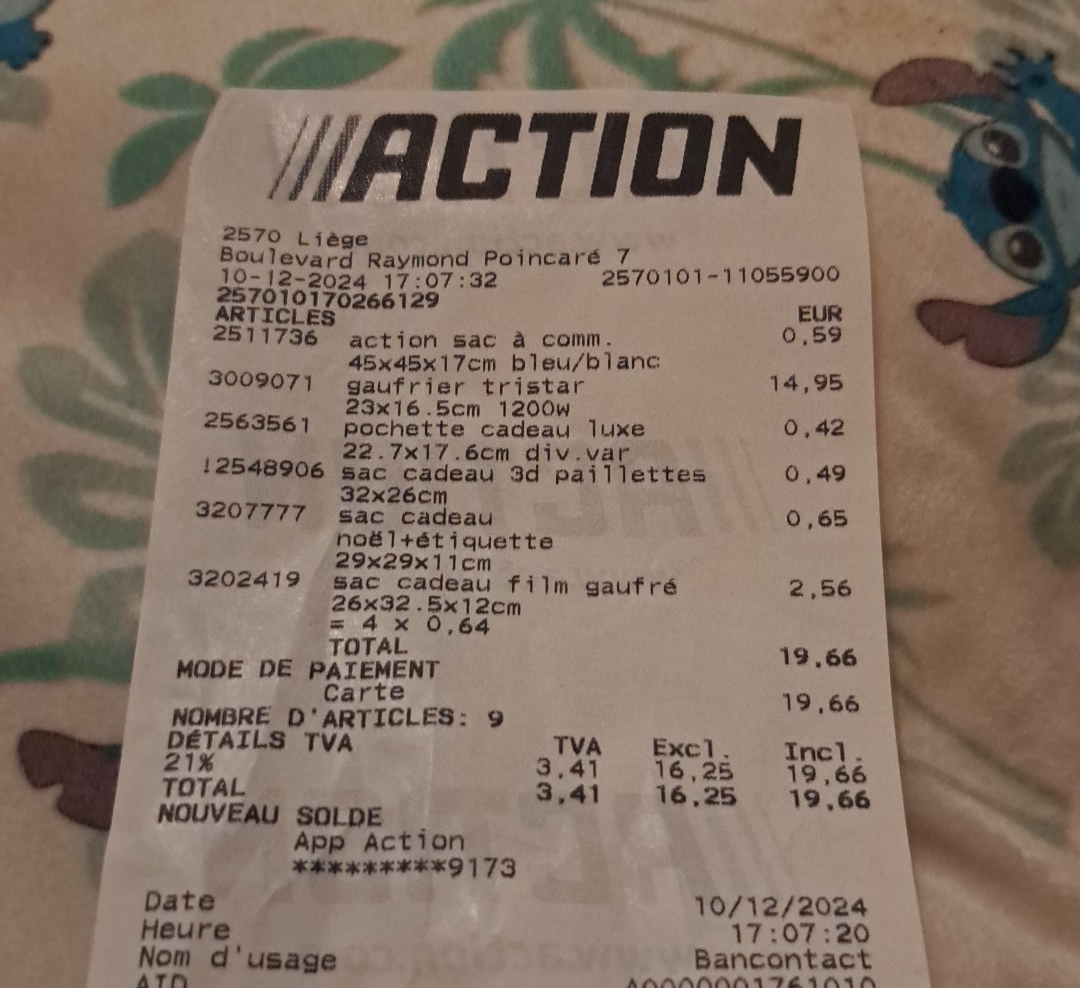 ///ACTION
2570 Liège
Boulevard Raymond Poincaré 7
10-12-2024 17:07:32 2570101-11055900
257010170266129
ARTICLES EUR
2511736 action sac à comm. 0,59
45x45x17cm bleu/blanc
3009071 gaufrier tristar 14,95
23x16.5cm 1200w
2563561 pochette cadeau luxe 0,42
22.7x17.6cm div.var
!2548906 sac cadeau 3d paillettes 0,49
32x26cm
3207777 sac cadeau 0,65
noël+étiquette
29x29x11cm
3202419 sac cadeau film gaufré 2,56
26x32.5x12cm
= 4 x 0,64
TOTAL 19,66
MODE DE PAIEMENT
Carte 19,66
NOMBRE D'ARTICLES: 9
DÉTAILS TVA TVA Excl. Incl.
21% 3,41 16,25 19,66
TOTAL 3,41 16,25 19,66
NOUVEAU SOLDE
App Action
*********9173
Date 10/12/2024
Heure 17:07:20
Nom d'usage Bancontact
AID A0000001761010